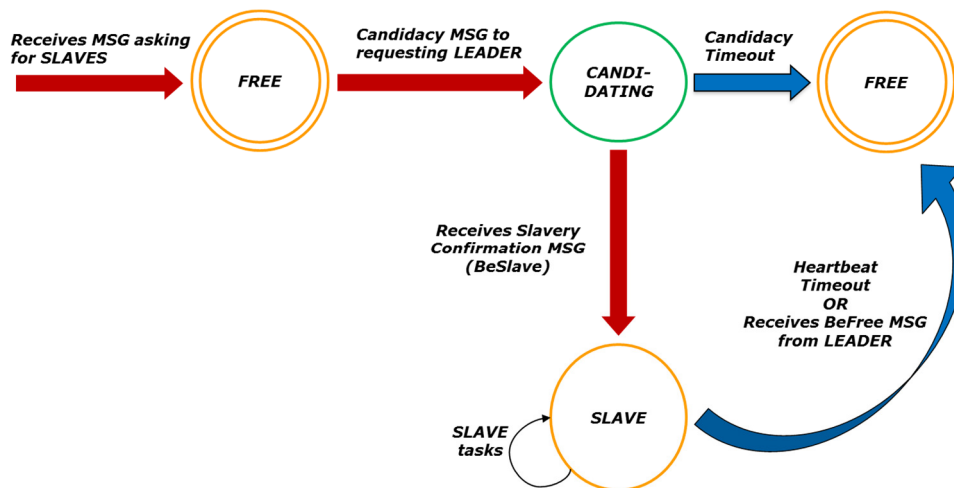 Receives MSG asking
for SLAVES
FREE
Candidacy MSG to
requesting LEADER
CANDI-
DATING
Candidacy
Timeout
FREE
Receives Slavery
Confirmation MSG
(BeSlave)
Heartbeat
Timeout
OR
Receives BeFree MSG
from LEADER
SLAVE
tasks
SLAVE